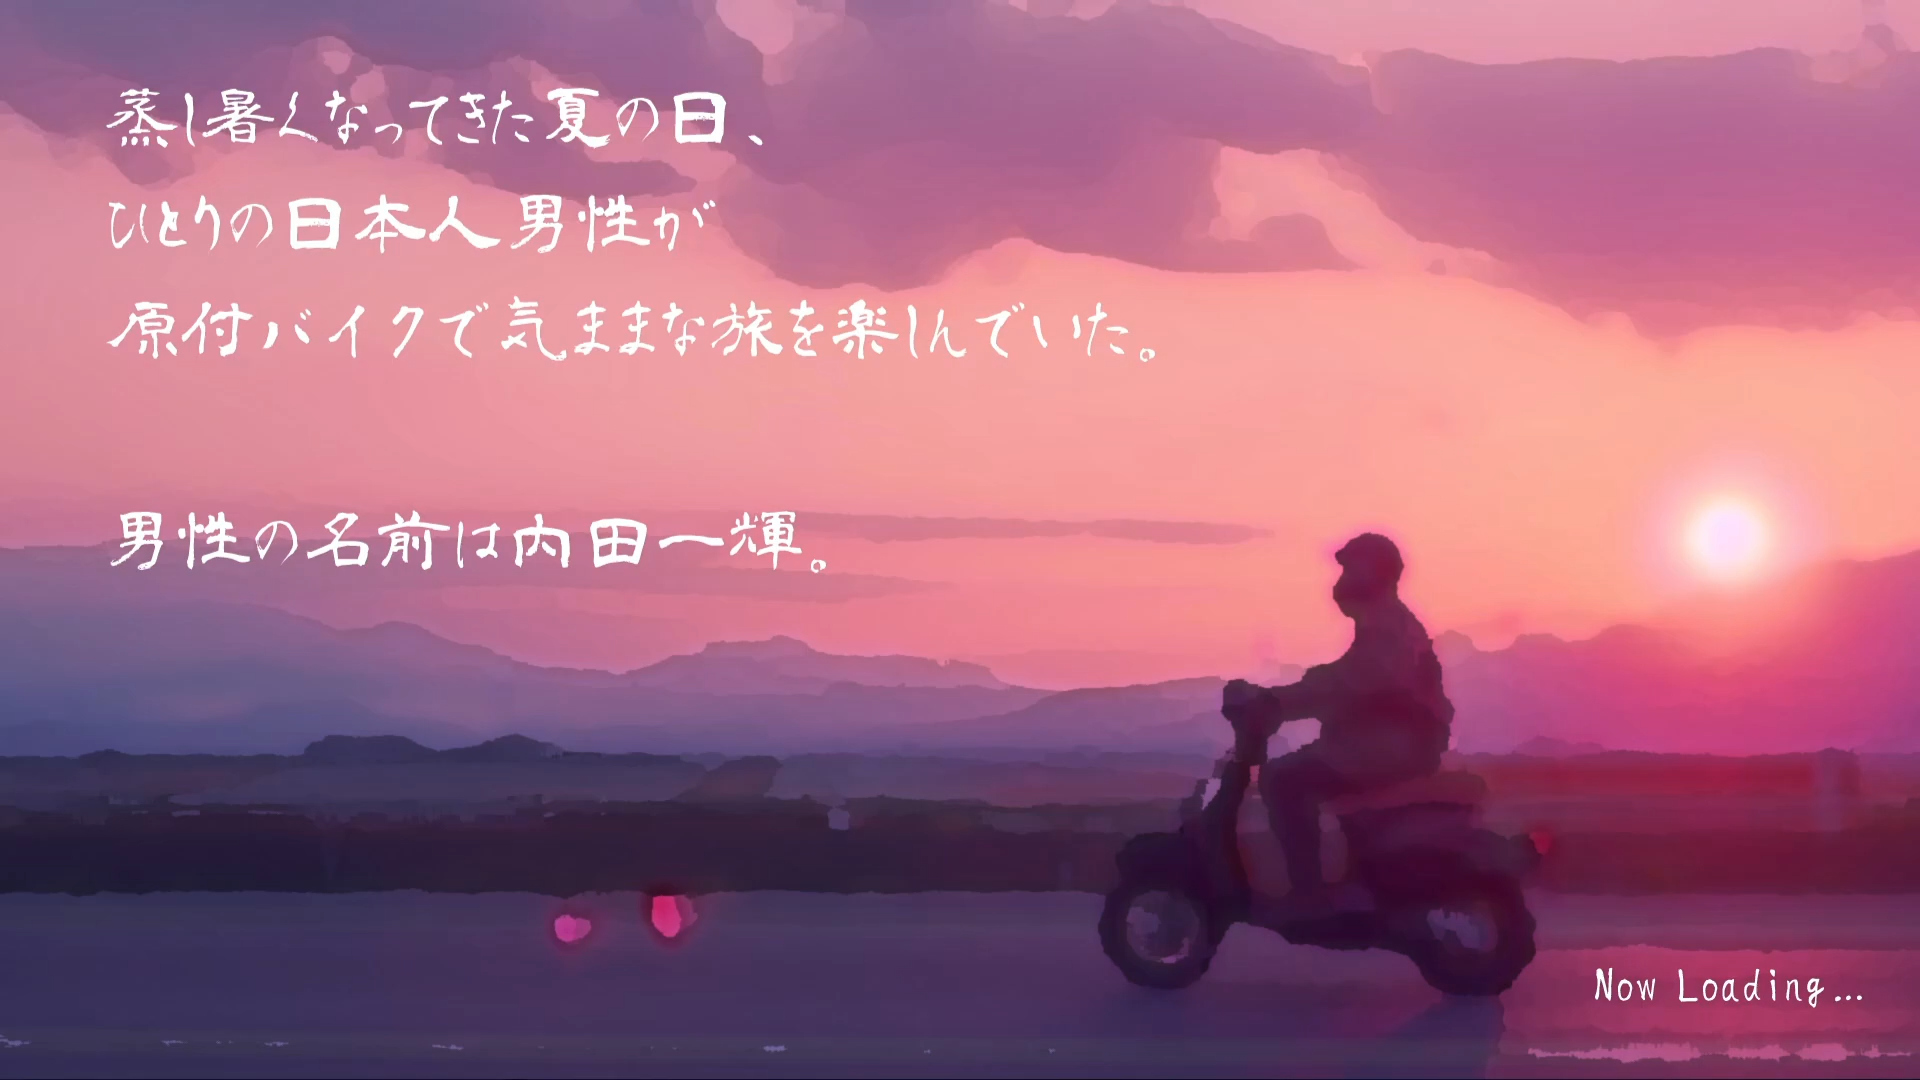 蒸し暑くなってきた夏の日、
ひとりの日本人男性が
原付バイクで気ままな旅を楽しんでいた。
男性の名前は内田一輝。
Now Loading...